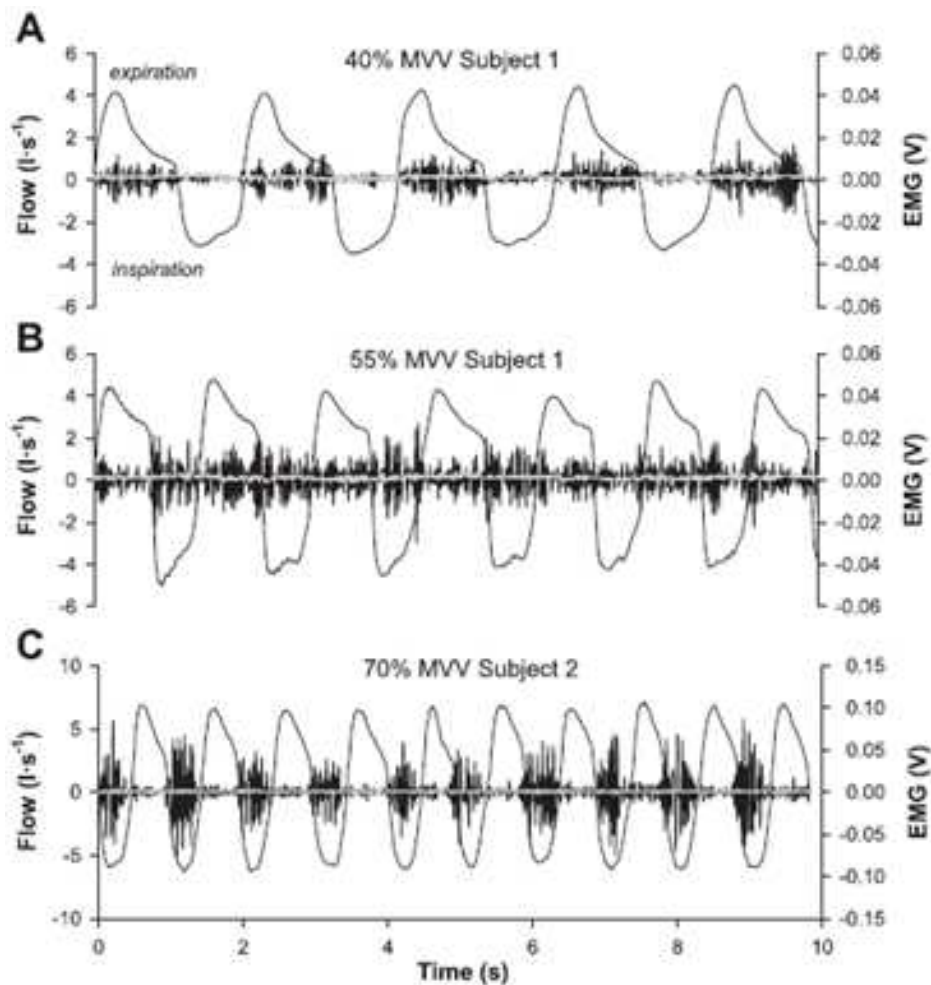 A
40% MVV Subject 1
expiration
inspiration
Flow (l·s⁻¹)
6
4
2
0
-2
-4
-6
EMG (V)
0.06
0.04
0.02
0.00
-0.02
-0.04
-0.06
B
55% MVV Subject 1
Flow (l·s⁻¹)
6
4
2
0
-2
-4
-6
EMG (V)
0.06
0.04
0.02
0.00
-0.02
-0.04
-0.06
C
70% MVV Subject 2
Flow (l·s⁻¹)
10
5
0
-5
-10
EMG (V)
0.15
0.10
0.05
0.00
-0.05
-0.10
-0.15
0 2 4 6 8 10
Time (s)